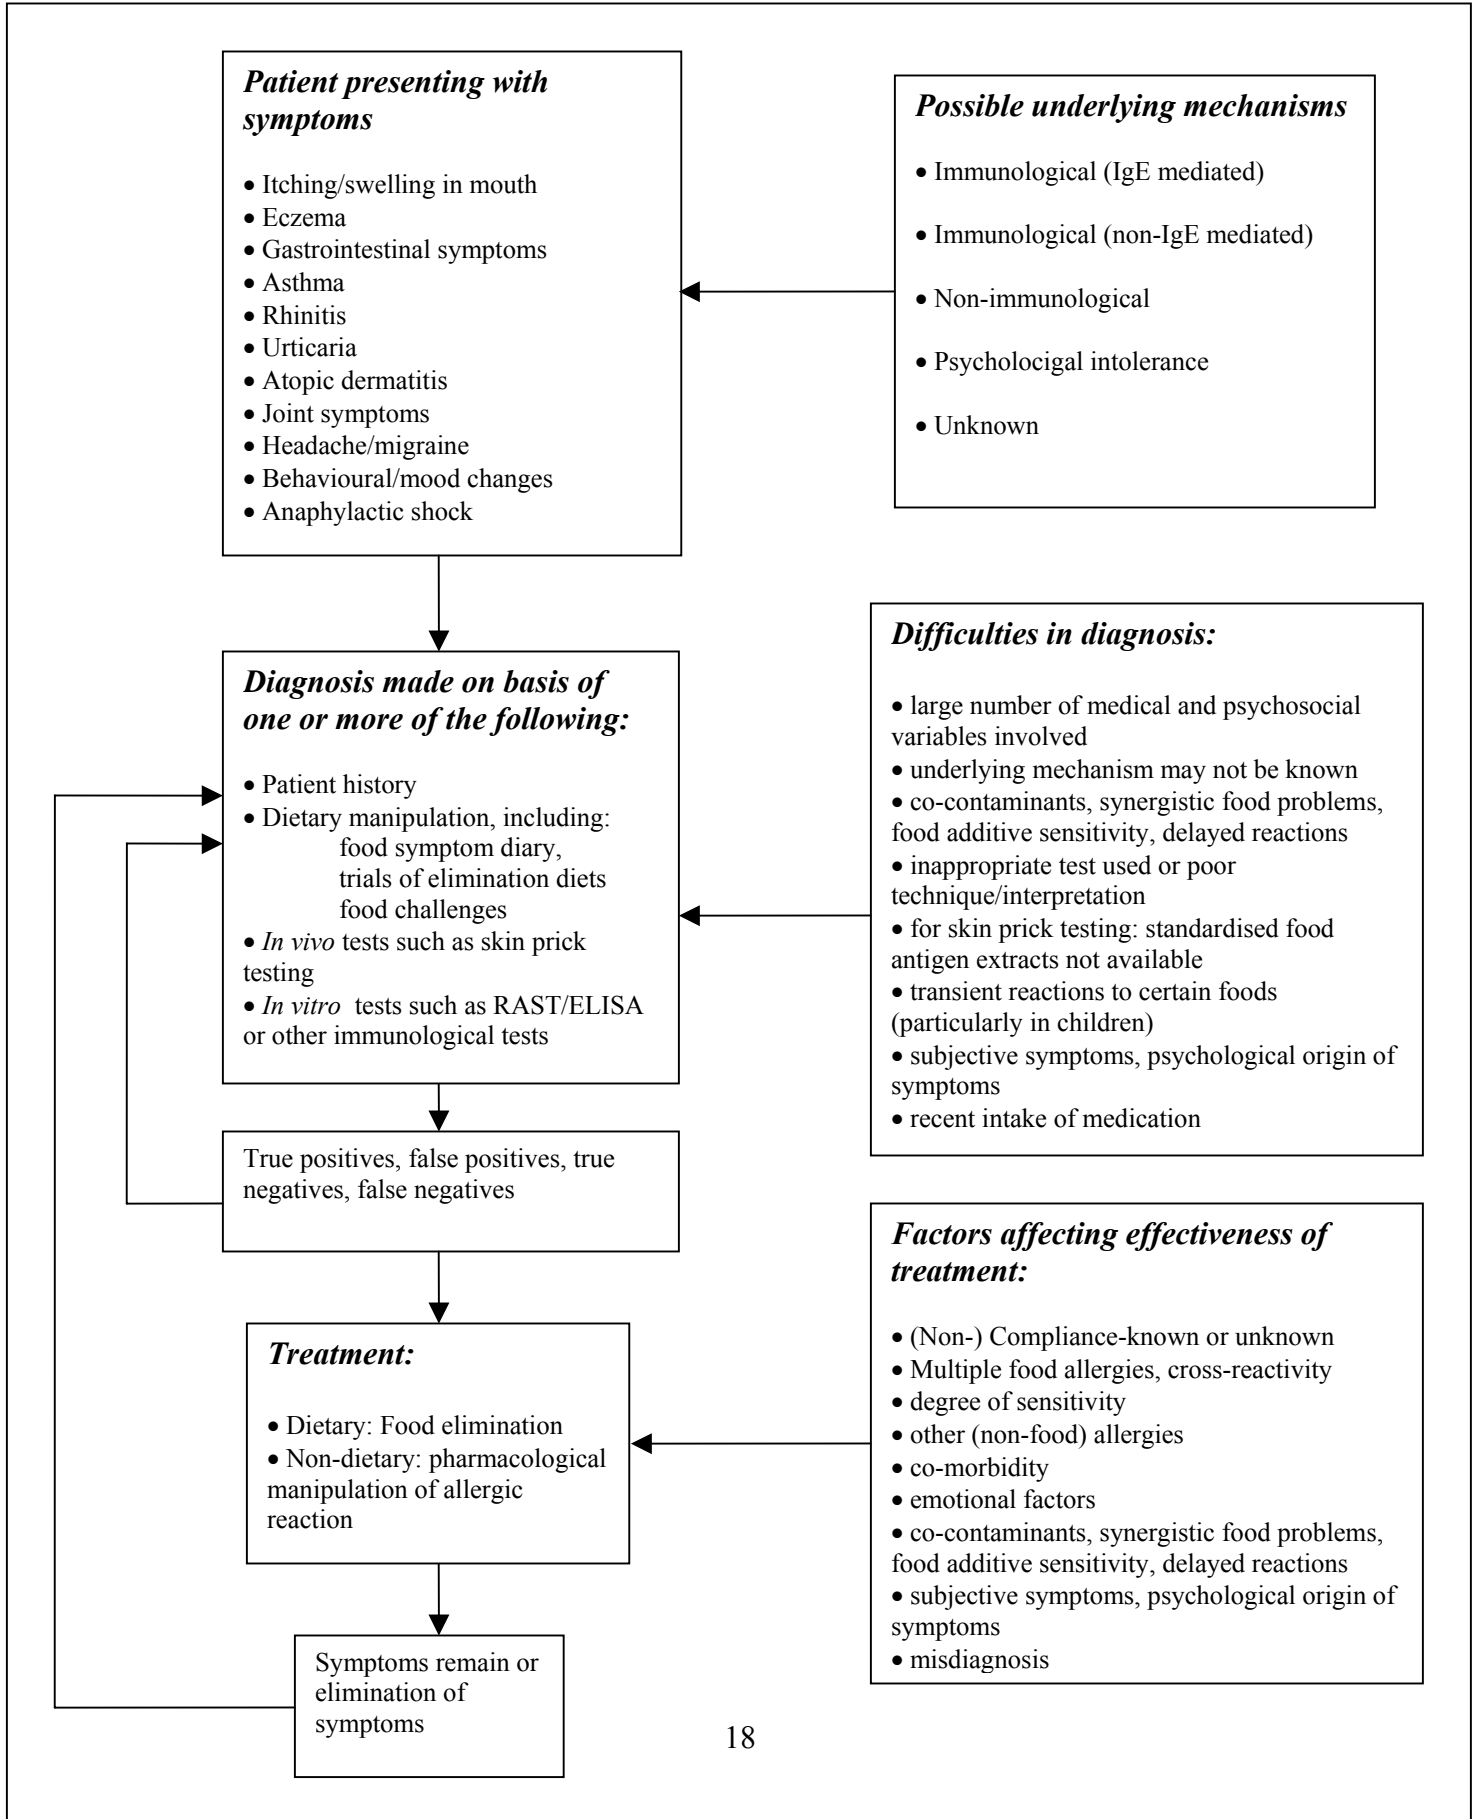 Patient presenting with
symptoms
• Itching/swelling in mouth
• Eczema
• Gastrointestinal symptoms
• Asthma
• Rhinitis
• Urticaria
• Atopic dermatitis
• Joint symptoms
• Headache/migraine
• Behavioural/mood changes
• Anaphylactic shock
Possible underlying mechanisms
• Immunological (IgE mediated)
• Immunological (non-IgE mediated)
• Non-immunological
• Psycholocigal intolerance
• Unknown
Diagnosis made on basis of
one or more of the following:
• Patient history
• Dietary manipulation, including:
food symptom diary,
trials of elimination diets
food challenges
• In vivo tests such as skin prick
testing
• In vitro tests such as RAST/ELISA
or other immunological tests
Difficulties in diagnosis:
• large number of medical and psychosocial
variables involved
• underlying mechanism may not be known
• co-contaminants, synergistic food problems,
food additive sensitivity, delayed reactions
• inappropriate test used or poor
technique/interpretation
• for skin prick testing: standardised food
antigen extracts not available
• transient reactions to certain foods
(particularly in children)
• subjective symptoms, psychological origin of
symptoms
• recent intake of medication
True positives, false positives, true
negatives, false negatives
Treatment:
• Dietary: Food elimination
• Non-dietary: pharmacological
manipulation of allergic
reaction
Factors affecting effectiveness of
treatment:
• (Non-) Compliance-known or unknown
• Multiple food allergies, cross-reactivity
• degree of sensitivity
• other (non-food) allergies
• co-morbidity
• emotional factors
• co-contaminants, synergistic food problems,
food additive sensitivity, delayed reactions
• subjective symptoms, psychological origin of
symptoms
• misdiagnosis
Symptoms remain or
elimination of
symptoms
18